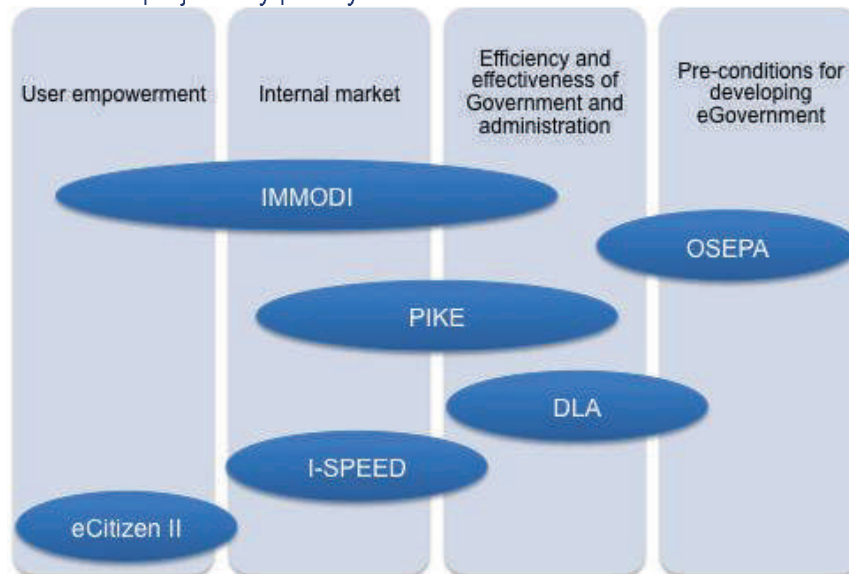 User empowerment
Internal market
Efficiency and
effectiveness of
Government and
administration
Pre-conditions for
developing
eGovernment
IMMODI
OSEPA
PIKE
DLA
I-SPEED
eCitizen II